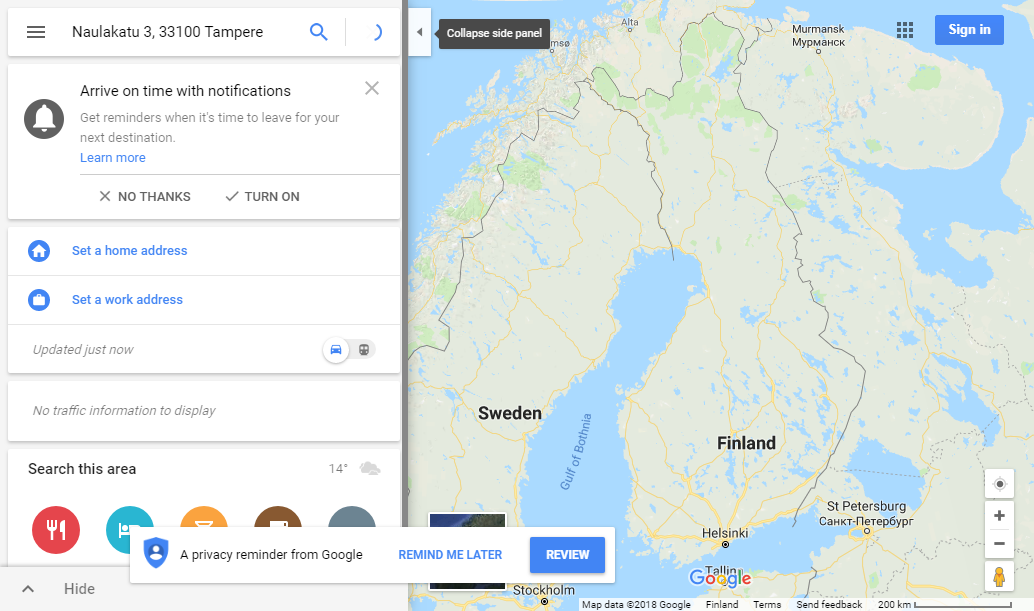 Naulakatu 3, 33100 Tampere
Collapse side panel
Sign in
Arrive on time with notifications
Get reminders when it's time to leave for your
next destination.
Learn more
NO THANKS
TURN ON
Set a home address
Set a work address
Updated just now
No traffic information to display
Search this area
14°
A privacy reminder from Google
REMIND ME LATER
REVIEW
Hide
Alta
Murmansk
Мурманск
Sweden
Gulf of Bothnia
Finland
St Petersburg
Санкт-Петербург
Helsinki
Tallinn
Google
Stockholm
Map data ©2018 Google
Finland
Terms
Send feedback
200 km